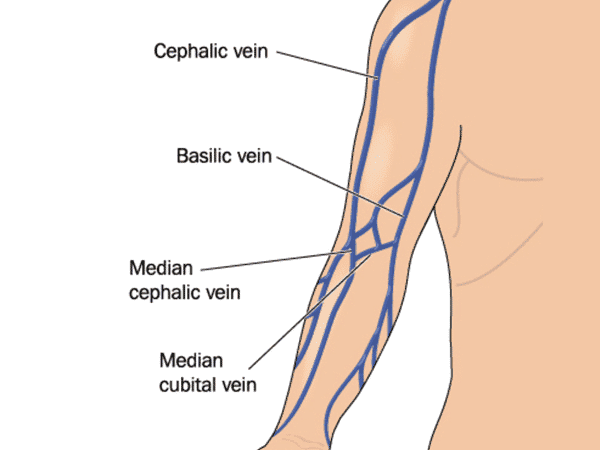 Cephalic vein
Basilic vein
Median
cephalic vein
Median
cubital vein